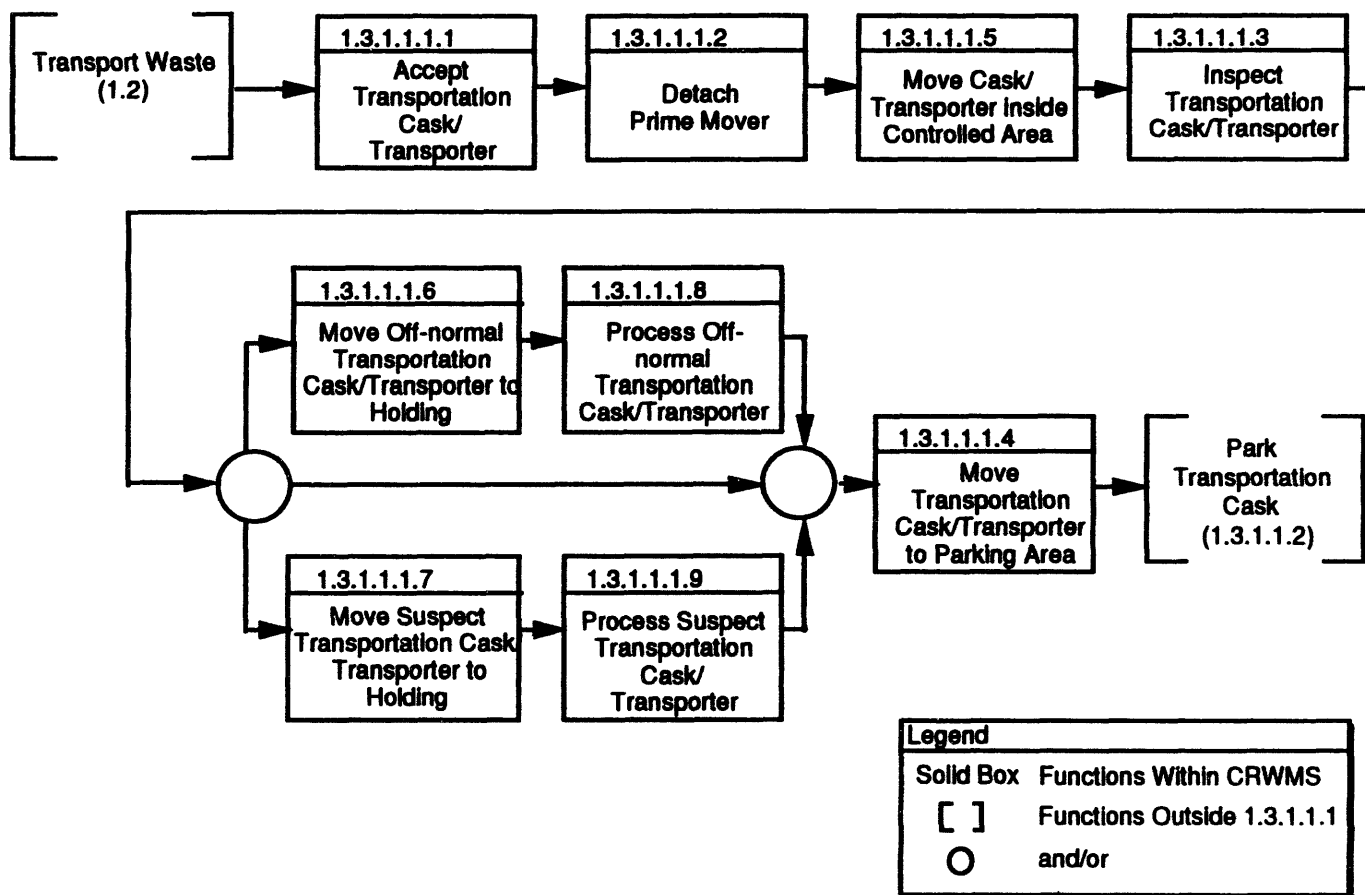 Transport Waste
(1.2)
1.3.1.1.1.1
Accept
Transportation
Cask/
Transporter
1.3.1.1.1.2
Detach
Prime Mover
1.3.1.1.1.5
Move Cask/
Transporter inside
Controlled Area
1.3.1.1.1.3
Inspect
Transportation
Cask/Transporter
1.3.1.1.1.6
Move Off-normal
Transportation
Cask/Transporter to
Holding
1.3.1.1.1.8
Process Off-
normal
Transportation
Cask/Transporter
1.3.1.1.1.7
Move Suspect
Transportation Cask
Transporter to
Holding
1.3.1.1.1.9
Process Suspect
Transportation
Cask/
Transporter
1.3.1.1.1.4
Move
Transportation
Cask/Transporter
to Parking Area
Park
Transportation
Cask
(1.3.1.1.2)
Legend
Solid Box Functions Within CRWMS
[ ] Functions Outside 1.3.1.1.1
and/or